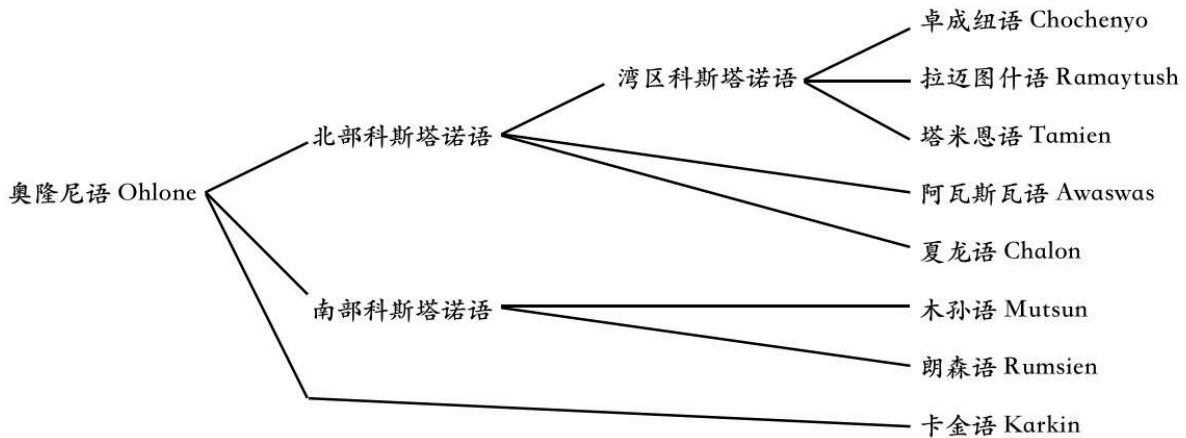 卓成纽语 Chochenyo
湾区科斯塔诺语
拉迈图什语 Ramaytush
北部科斯塔诺语
塔米恩语 Tamien
奥隆尼语 Ohlone
阿瓦斯瓦语 Awaswas
夏龙语 Chalon
南部科斯塔诺语
木孙语 Mutsun
朗森语 Rumsien
卡金语 Karkin